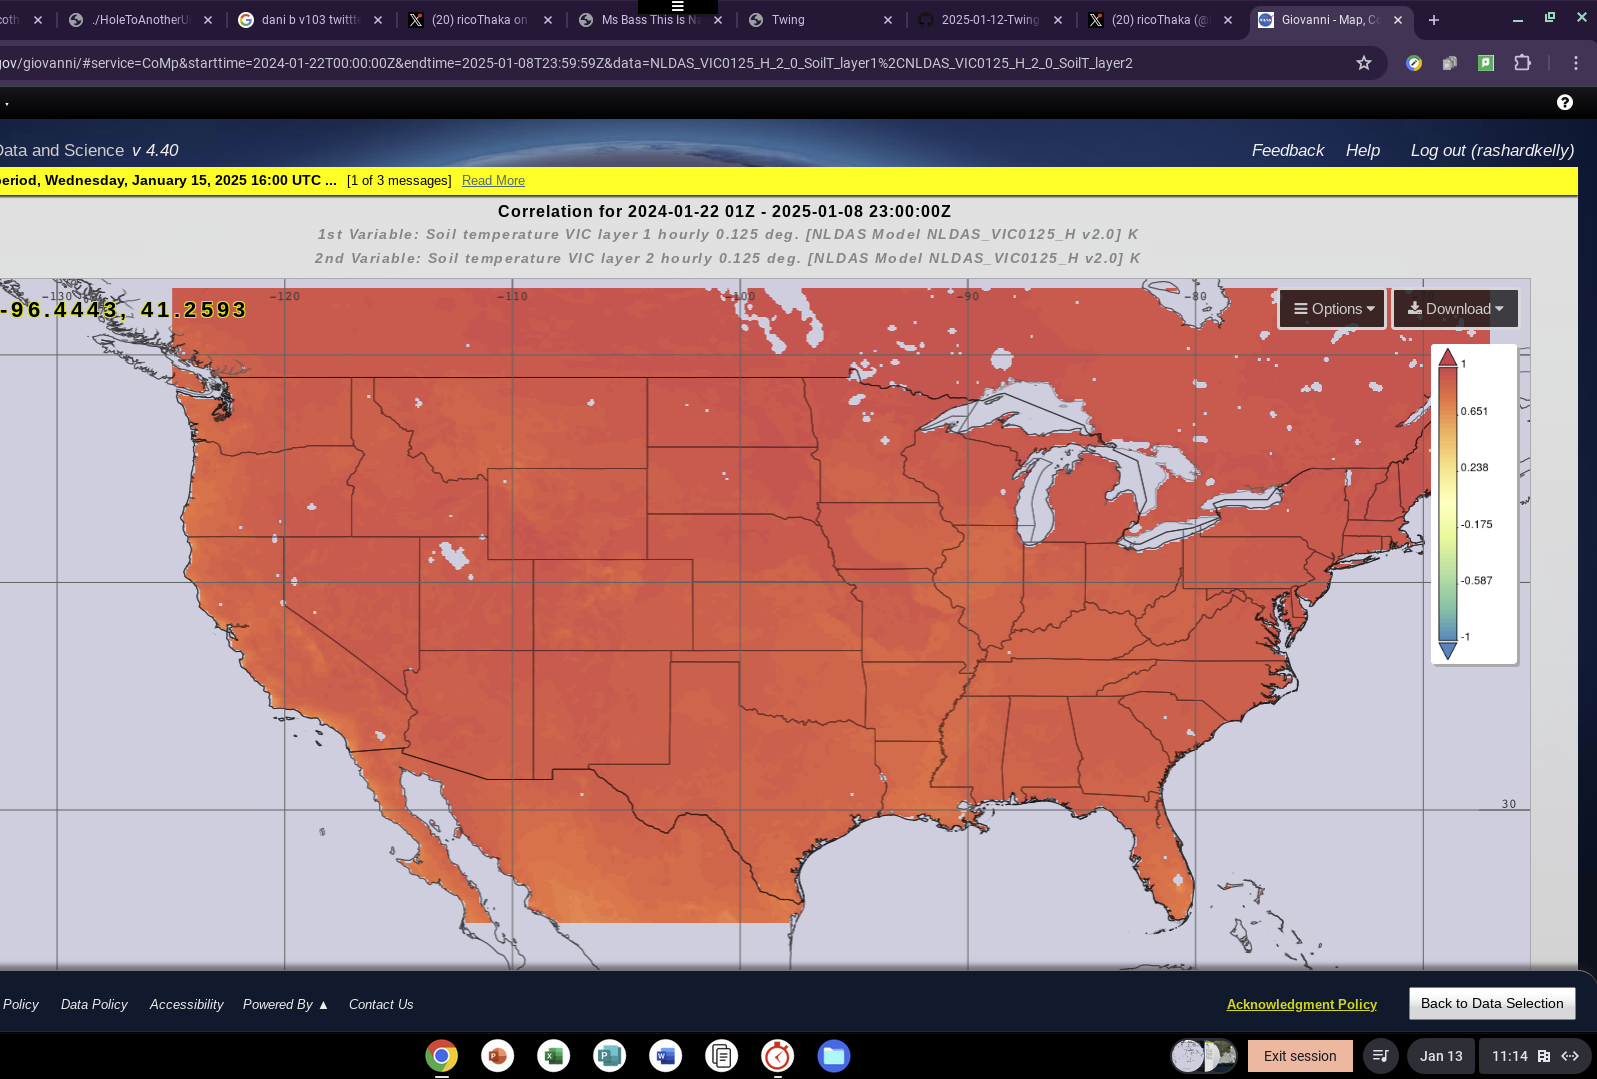 coth
./HoleToAnotherU
dani b v103 twittte
(20) ricoThaka on
Ms Bass This Is Na
Twing
2025-01-12-Twing
(20) ricoThaka (@
Giovanni - Map, Co
gov/giovanni/#service=CoMp&starttime=2024-01-22T00:00:00Z&endtime=2025-01-08T23:59:59Z&data=NLDAS_VIC0125_H_2_0_SoilT_layer1%2CNLDAS_VIC0125_H_2_0_SoilT_layer2
Data and Science v 4.40
Feedback Help Log out (rashardkelly)
period, Wednesday, January 15, 2025 16:00 UTC ... [1 of 3 messages] Read More
Correlation for 2024-01-22 01Z - 2025-01-08 23:00:00Z
1st Variable: Soil temperature VIC layer 1 hourly 0.125 deg. [NLDAS Model NLDAS_VIC0125_H v2.0] K
2nd Variable: Soil temperature VIC layer 2 hourly 0.125 deg. [NLDAS Model NLDAS_VIC0125_H v2.0] K
-130 -120 -110 -100 -90 -80
-96.4443, 41.2593
Options Download
1
0.651
0.238
-0.175
-0.587
-1
30
Policy Data Policy Accessibility Powered By ▲ Contact Us
Acknowledgment Policy Back to Data Selection
Exit session Jan 13 11:14